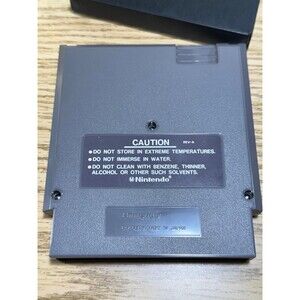 CAUTION REV-A
●DO NOT STORE IN EXTREME TEMPERATURES.
●DO NOT IMMERSE IN WATER.
●DO NOT CLEAN WITH BENZENE, THINNER,
ALCOHOL OR OTHER SUCH SOLVENTS.
Nintendo®